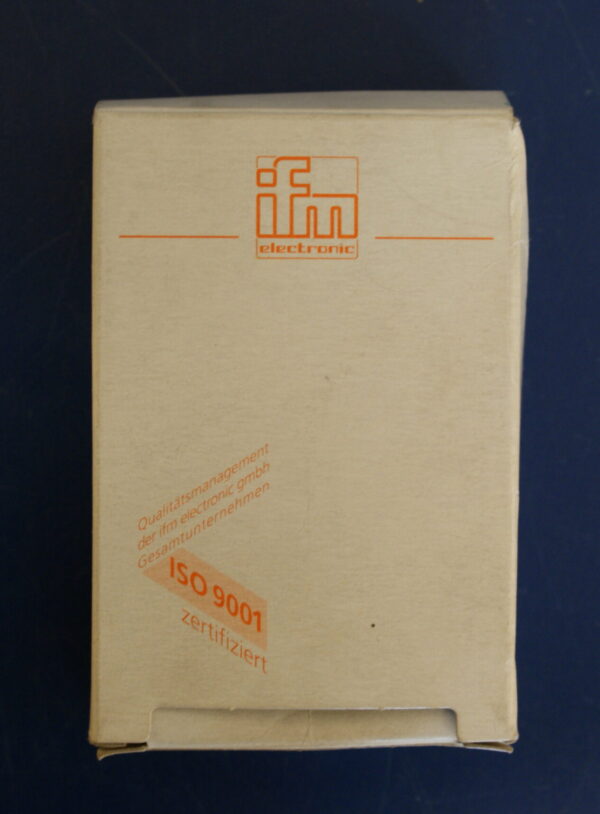 ifm
electronic
Qualitätsmanagement
der ifm electronic gmbh
Gesamtunternehmen
ISO 9001
zertifiziert